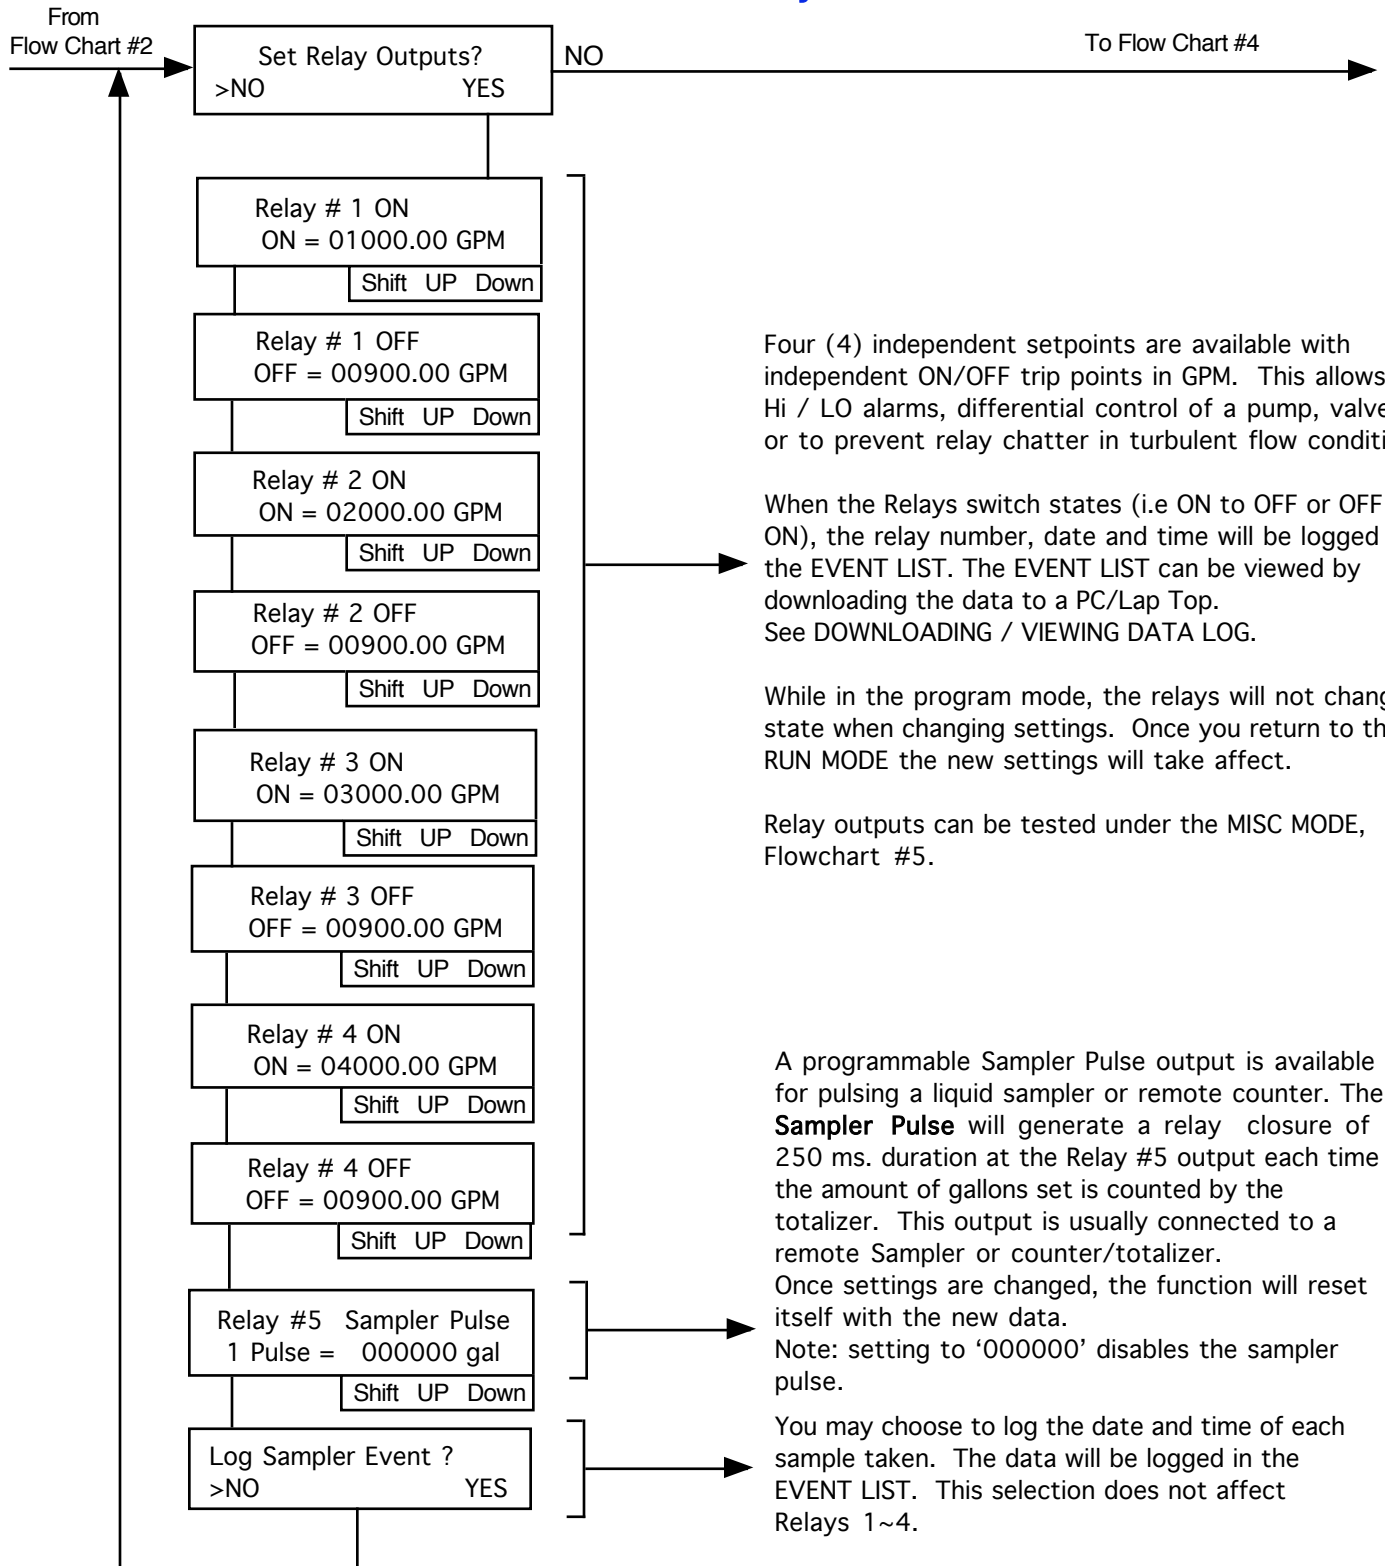 From
Flow Chart #2
Set Relay Outputs?
>NO YES
NO
To Flow Chart #4
Relay # 1 ON
ON = 01000.00 GPM
Shift UP Down
Relay # 1 OFF
OFF = 00900.00 GPM
Shift UP Down
Relay # 2 ON
ON = 02000.00 GPM
Shift UP Down
Relay # 2 OFF
OFF = 00900.00 GPM
Shift UP Down
Relay # 3 ON
ON = 03000.00 GPM
Shift UP Down
Relay # 3 OFF
OFF = 00900.00 GPM
Shift UP Down
Relay # 4 ON
ON = 04000.00 GPM
Shift UP Down
Relay # 4 OFF
OFF = 00900.00 GPM
Shift UP Down
Relay #5 Sampler Pulse
1 Pulse = 000000 gal
Shift UP Down
Log Sampler Event ?
>NO YES
Four (4) independent setpoints are available with
independent ON/OFF trip points in GPM. This allows
Hi / LO alarms, differential control of a pump, valve
or to prevent relay chatter in turbulent flow conditi
When the Relays switch states (i.e ON to OFF or OFF
ON), the relay number, date and time will be logged
the EVENT LIST. The EVENT LIST can be viewed by
downloading the data to a PC/Lap Top.
See DOWNLOADING / VIEWING DATA LOG.
While in the program mode, the relays will not chang
state when changing settings. Once you return to th
RUN MODE the new settings will take affect.
Relay outputs can be tested under the MISC MODE,
Flowchart #5.
A programmable Sampler Pulse output is available
for pulsing a liquid sampler or remote counter. The
Sampler Pulse will generate a relay closure of
250 ms. duration at the Relay #5 output each time
the amount of gallons set is counted by the
totalizer. This output is usually connected to a
remote Sampler or counter/totalizer.
Once settings are changed, the function will reset
itself with the new data.
Note: setting to ‘000000’ disables the sampler
pulse.
You may choose to log the date and time of each
sample taken. The data will be logged in the
EVENT LIST. This selection does not affect
Relays 1~4.